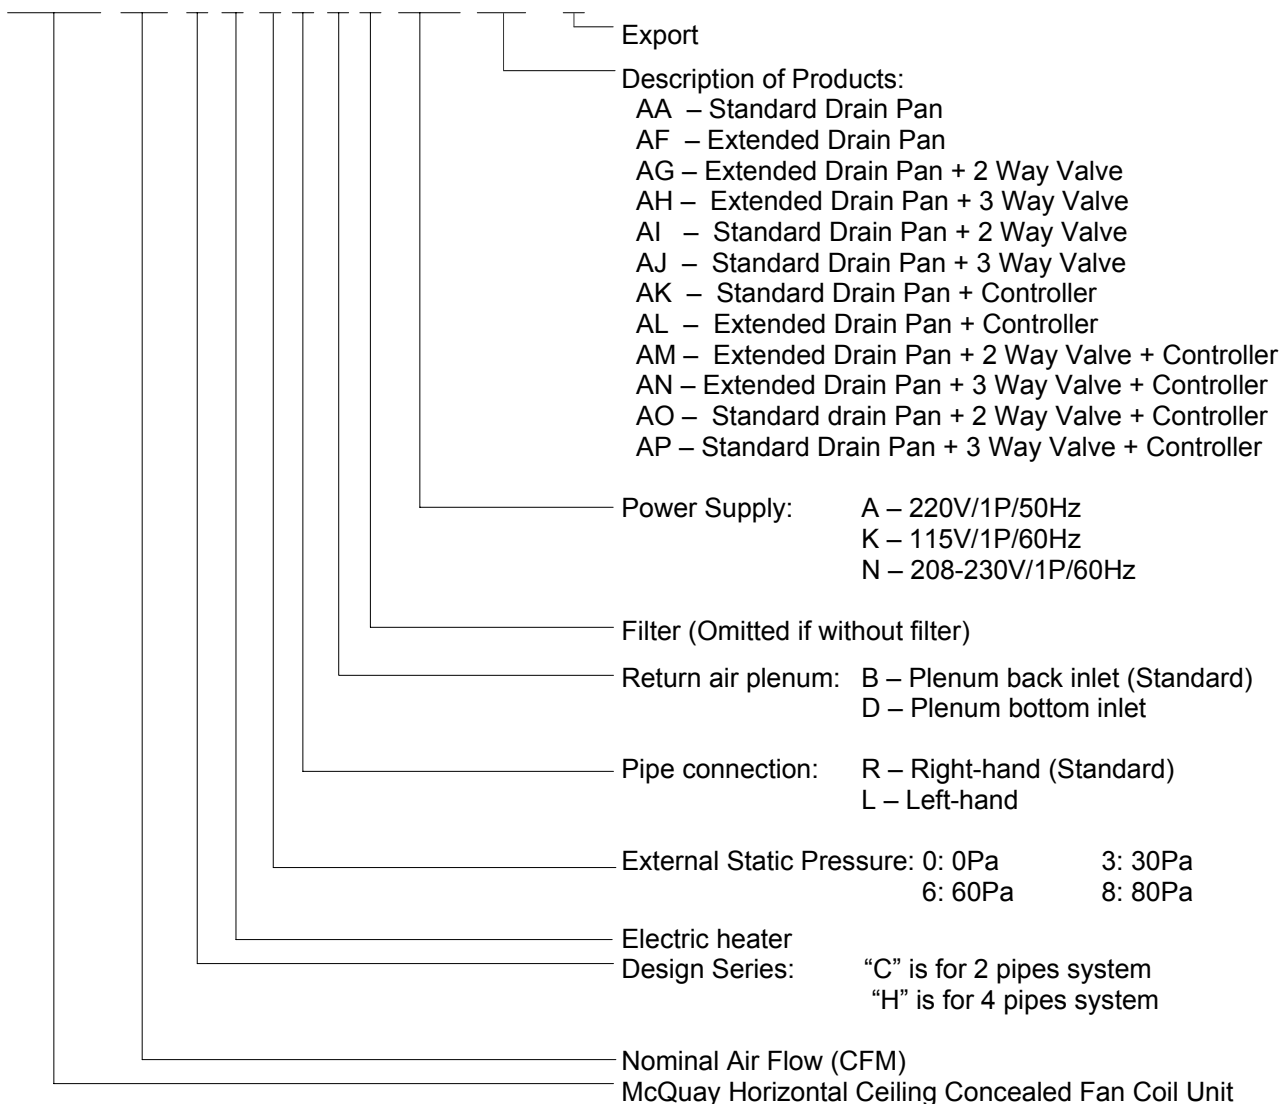 Export
Description of Products:
AA – Standard Drain Pan
AF – Extended Drain Pan
AG – Extended Drain Pan + 2 Way Valve
AH – Extended Drain Pan + 3 Way Valve
AI – Standard Drain Pan + 2 Way Valve
AJ – Standard Drain Pan + 3 Way Valve
AK – Standard Drain Pan + Controller
AL – Extended Drain Pan + Controller
AM – Extended Drain Pan + 2 Way Valve + Controller
AN – Extended Drain Pan + 3 Way Valve + Controller
AO – Standard drain Pan + 2 Way Valve + Controller
AP – Standard Drain Pan + 3 Way Valve + Controller
Power Supply: A – 220V/1P/50Hz
K – 115V/1P/60Hz
N – 208-230V/1P/60Hz
Filter (Omitted if without filter)
Return air plenum: B – Plenum back inlet (Standard)
D – Plenum bottom inlet
Pipe connection: R – Right-hand (Standard)
L – Left-hand
External Static Pressure: 0: 0Pa 3: 30Pa
6: 60Pa 8: 80Pa
Electric heater
Design Series: “C” is for 2 pipes system
“H” is for 4 pipes system
Nominal Air Flow (CFM)
McQuay Horizontal Ceiling Concealed Fan Coil Unit